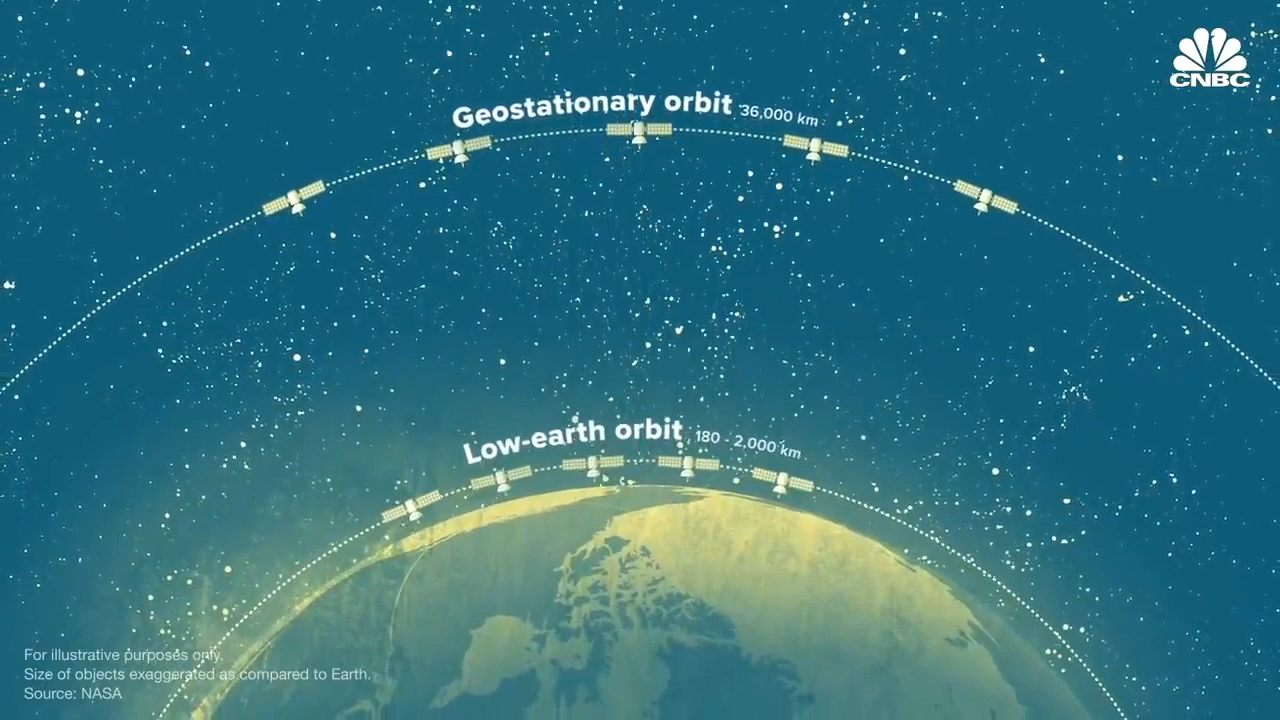 CNBC
Geostationary orbit 36,000 km
Low-earth orbit 180 - 2,000 km
For illustrative purposes only.
Size of objects exaggerated as compared to Earth.
Source: NASA